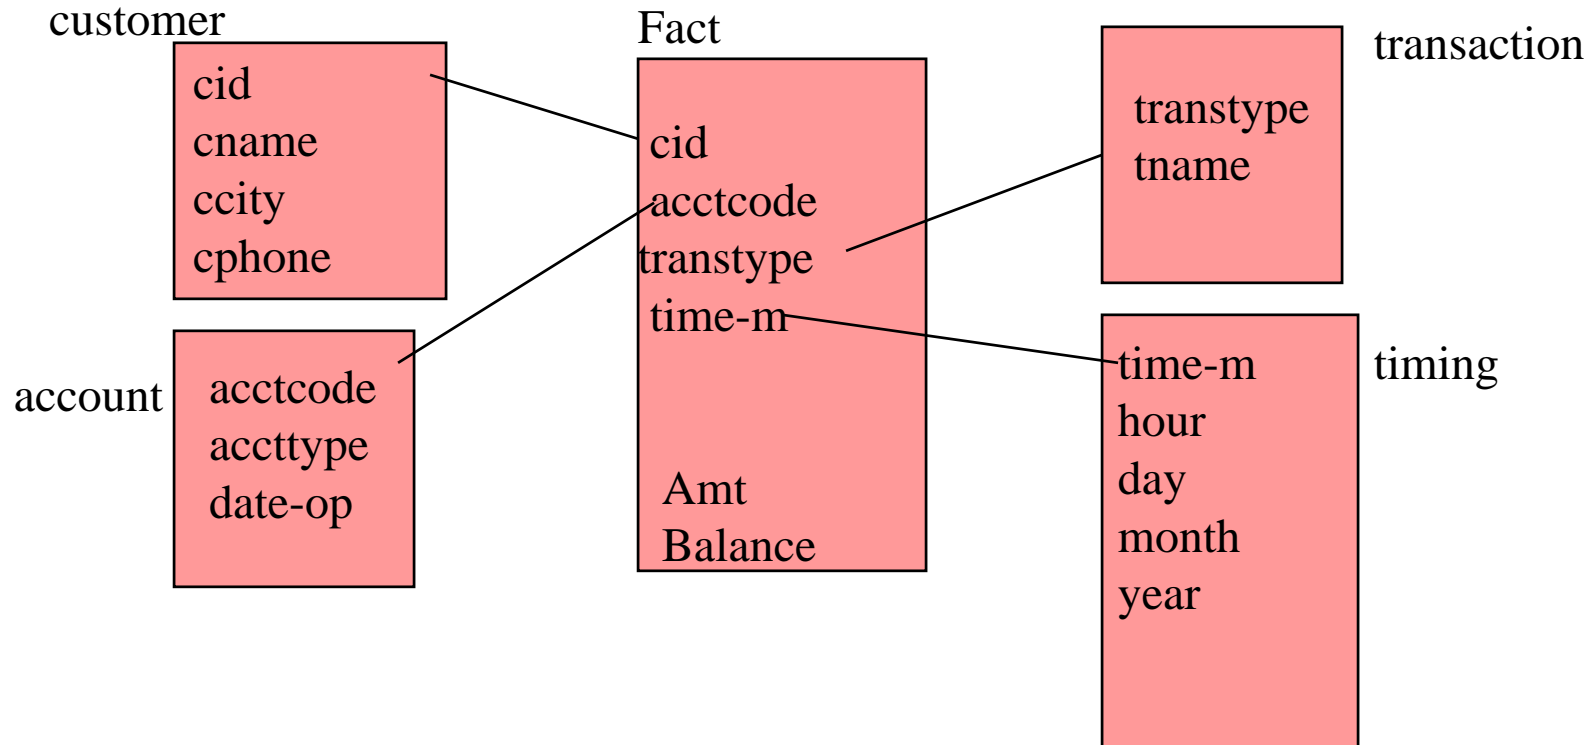 customer
cid
cname
ccity
cphone
account
acctcode
accttype
date-op
Fact
cid
acctcode
transtype
time-m
Amt
Balance
transaction
transtype
tname
timing
time-m
hour
day
month
year